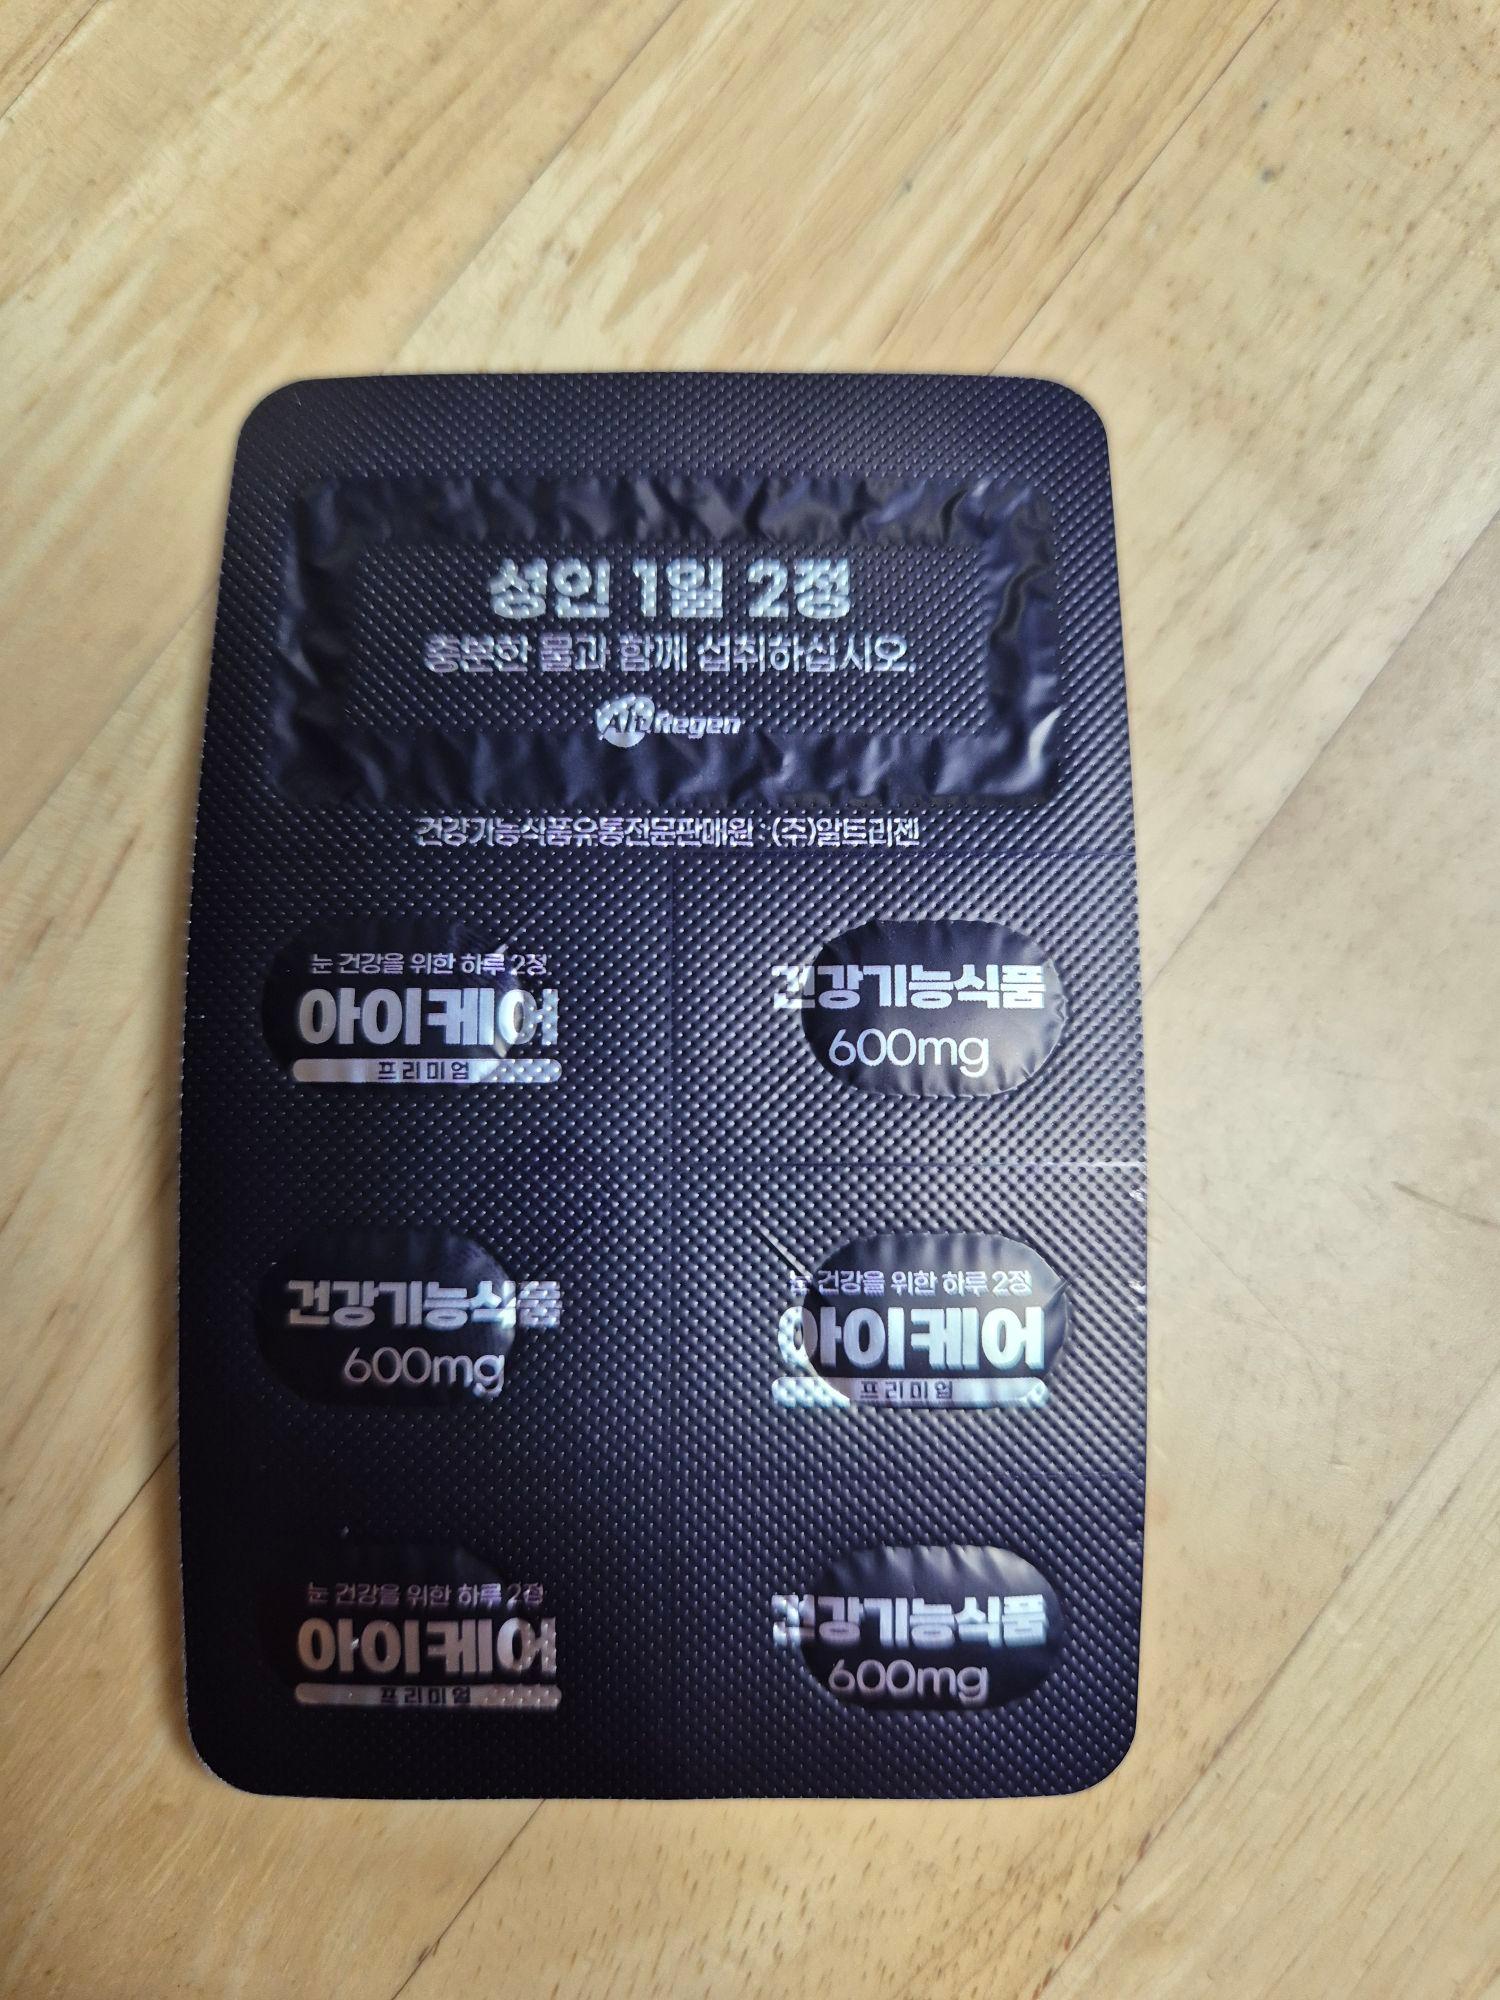 성인 1일 2정
충분한 물과 함께 섭취하십시오.
Alt Regen
건강기능식품유통전문판매원 : (주)알트리젠
눈 건강을 위한 하루 2정
아이케어
프리미엄
건강기능식품
600mg
건강기능식품
600mg
눈 건강을 위한 하루 2정
아이케어
프리미엄
눈 건강을 위한 하루 2정
아이케어
프리미엄
건강기능식품
600mg